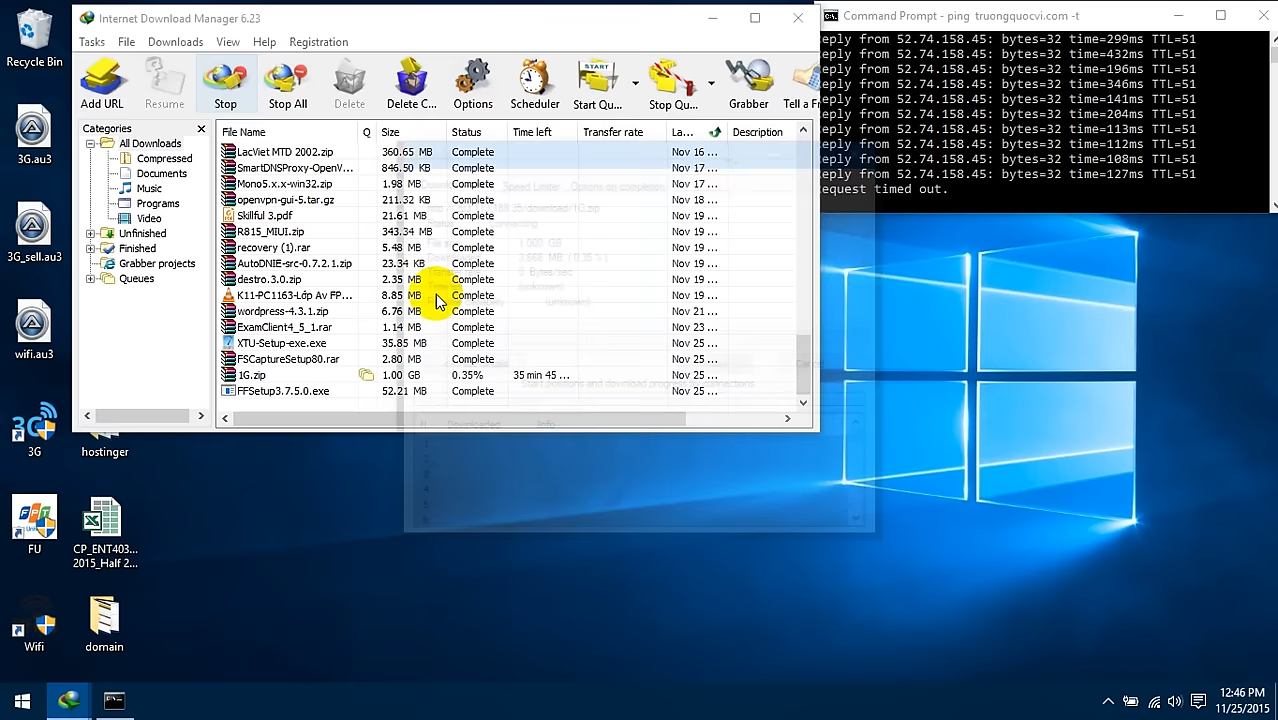 Recycle Bin
3G.au3
3G_sell.au3
wifi.au3
3G
hostinger
FU
CP_ENT403...
2015_Half 2...
Wifi
domain
Internet Download Manager 6.23
Tasks File Downloads View Help Registration
Add URL Resume Stop Stop All Delete Delete C... Options Scheduler START Start Qu... Stop Qu... Grabber Tell a Fr
Categories
All Downloads
Compressed
Documents
Music
Programs
Video
Unfinished
Finished
Grabber projects
Queues
File Name Q Size Status Time left Transfer rate La... Description
LacViet MTD 2002.zip 360.65 MB Complete Nov 16 ...
SmartDNSProxy-OpenV... 846.50 KB Complete Nov 17 ...
Mono5.x.x-win32.zip 1.98 MB Complete Nov 17 ...
openvpn-gui-5.tar.gz 211.32 KB Complete Nov 18 ...
Skillful 3.pdf 21.61 MB Complete Nov 19 ...
R815_MIUI.zip 343.34 MB Complete Nov 19 ...
recovery (1).rar 5.48 MB Complete Nov 19 ...
AutoDNIE-src-0.7.2.1.zip 23.34 KB Complete Nov 19 ...
destro.3.0.zip 2.35 MB Complete Nov 19 ...
K11-PC1163-Lớp Av FP... 8.85 MB Complete Nov 19 ...
wordpress-4.3.1.zip 6.76 MB Complete Nov 21 ...
ExamClient4_5_1.rar 1.14 MB Complete Nov 23 ...
XTU-Setup-exe.exe 35.85 MB Complete Nov 25 ...
FSCaptureSetup80.rar 2.80 MB Complete Nov 25 ...
1G.zip 1.00 GB 0.35% 35 min 45 ... Nov 25 ...
FFSetup3.7.5.0.exe 52.21 MB Complete Nov 25 ...
Speed Limiter Options on completion
Start positions and download progress by connections
N. Downloaded Info
Command Prompt - ping truongquocvi.com -t
eply from 52.74.158.45: bytes=32 time=299ms TTL=51
eply from 52.74.158.45: bytes=32 time=432ms TTL=51
eply from 52.74.158.45: bytes=32 time=196ms TTL=51
eply from 52.74.158.45: bytes=32 time=346ms TTL=51
eply from 52.74.158.45: bytes=32 time=141ms TTL=51
eply from 52.74.158.45: bytes=32 time=204ms TTL=51
eply from 52.74.158.45: bytes=32 time=113ms TTL=51
eply from 52.74.158.45: bytes=32 time=112ms TTL=51
eply from 52.74.158.45: bytes=32 time=108ms TTL=51
eply from 52.74.158.45: bytes=32 time=127ms TTL=51
equest timed out.
12:46 PM
11/25/2015